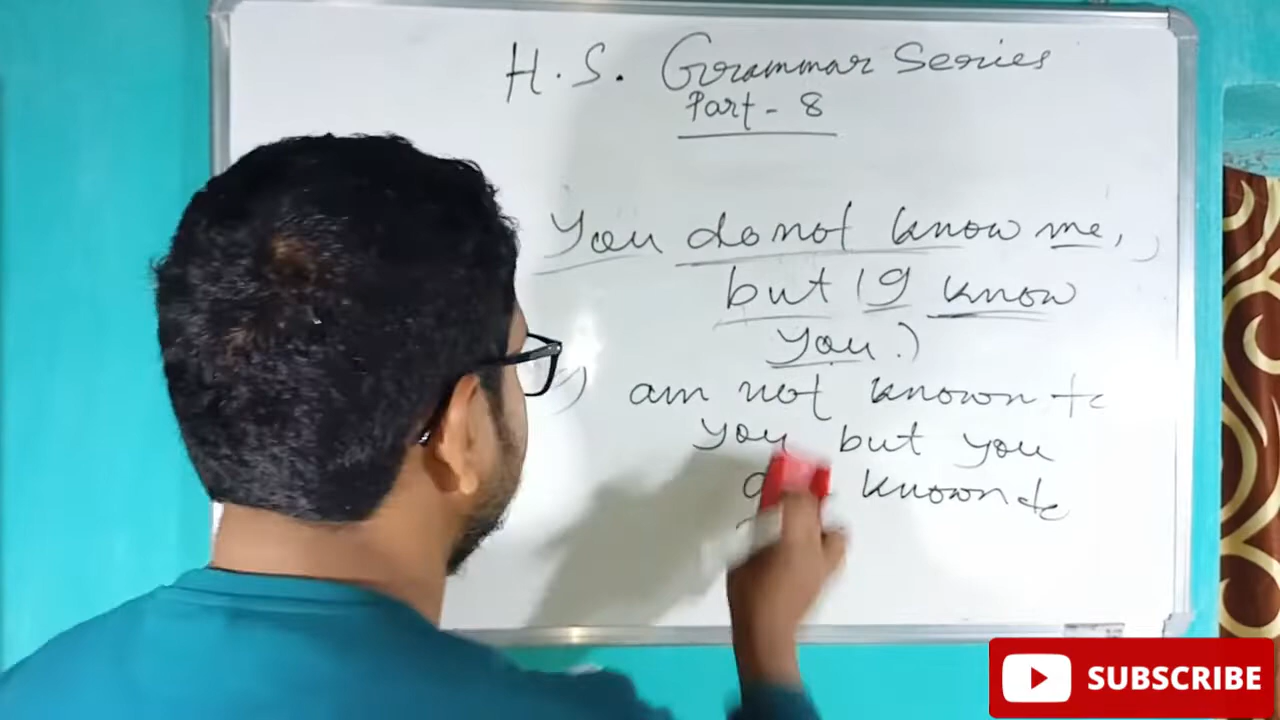 H.S. Grammar Series
Part - 8
You do not know me,
but I know
you.)
am not known to
you but you
known to
SUBSCRIBE